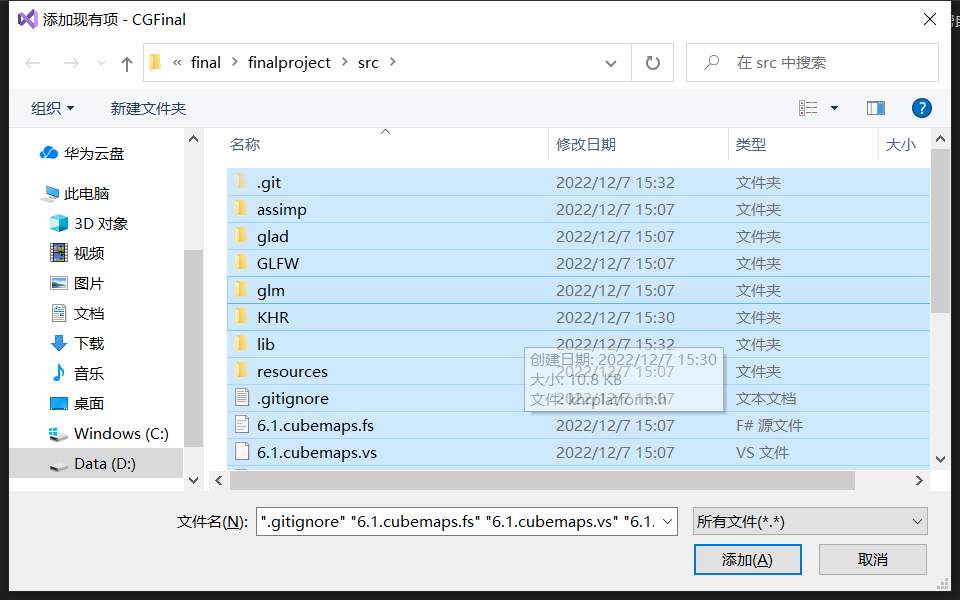 添加现有项 - CGFinal
« final › finalproject › src ›
在 src 中搜索
组织 新建文件夹
名称 修改日期 类型 大小
华为云盘
此电脑
3D 对象
视频
图片
文档
下载
音乐
桌面
Windows (C:)
Data (D:)
.git 2022/12/7 15:32 文件夹
assimp 2022/12/7 15:07 文件夹
glad 2022/12/7 15:07 文件夹
GLFW 2022/12/7 15:07 文件夹
glm 2022/12/7 15:07 文件夹
KHR 2022/12/7 15:30 文件夹
lib 2022/12/7 15:32 文件夹
resources 2022/12/7 15:07 文件夹
.gitignore 2022/12/7 15:07 文本文档
6.1.cubemaps.fs 2022/12/7 15:07 F# 源文件
6.1.cubemaps.vs 2022/12/7 15:07 VS 文件
创建日期: 2022/12/7 15:30
大小: 10.8 KB
文件: khrplatform.h
文件名(N): ".gitignore" "6.1.cubemaps.fs" "6.1.cubemaps.vs" "6.1.
所有文件(*.*)
添加(A) 取消